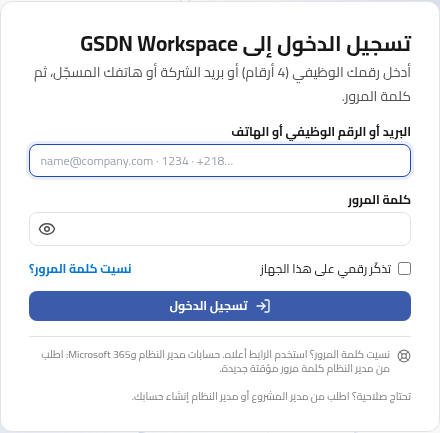 تسجيل الدخول إلى GSDN Workspace
أدخل رقمك الوظيفي (4 أرقام) أو بريد الشركة أو هاتفك المسجّل، ثم
كلمة المرور.
البريد أو الرقم الوظيفي أو الهاتف
name@company.com · 1234 · +218...
كلمة المرور
تذكّر رقمي على هذا الجهاز
نسيت كلمة المرور؟
تسجيل الدخول
نسيت كلمة المرور؟ استخدم الرابط أعلاه. حسابات مدير النظام وMicrosoft 365: اطلب
من مدير النظام كلمة مرور مؤقتة جديدة.
تحتاج صلاحية؟ اطلب من مدير المشروع أو مدير النظام إنشاء حسابك.